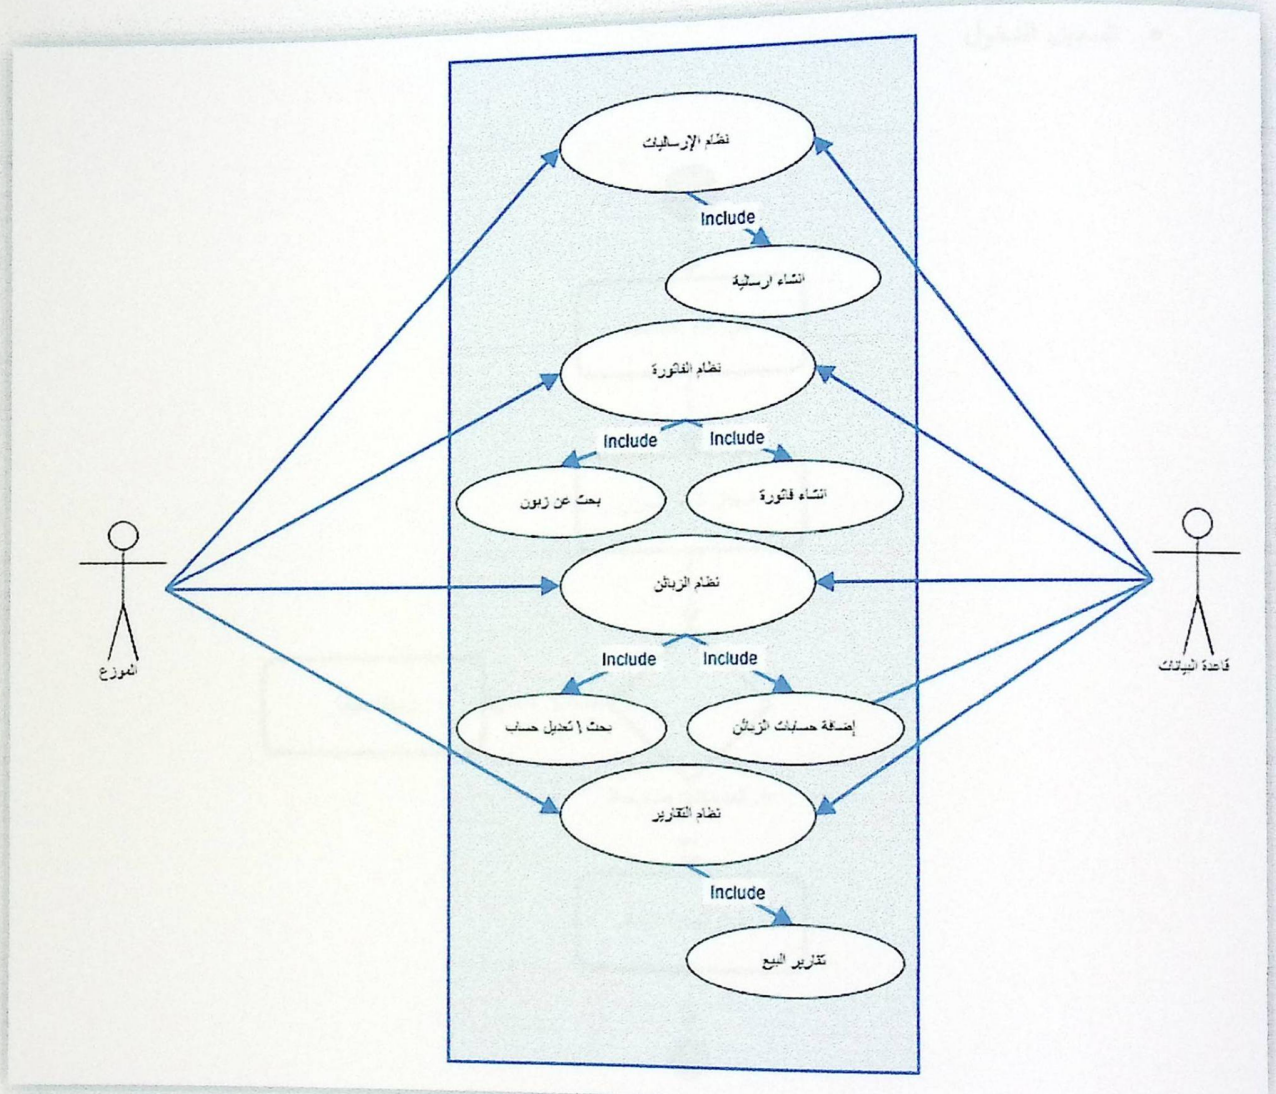 نظام الإرساليات
Include
انشاء ارسالية
نظام الفاتورة
Include
Include
انشاء فاتورة
بحث عن زبون
نظام الزبائن
Include
Include
إضافة حسابات الزبائن
بحث \ تعديل حساب
نظام التقارير
Include
تقارير البيع
الموزع
قاعدة البيانات